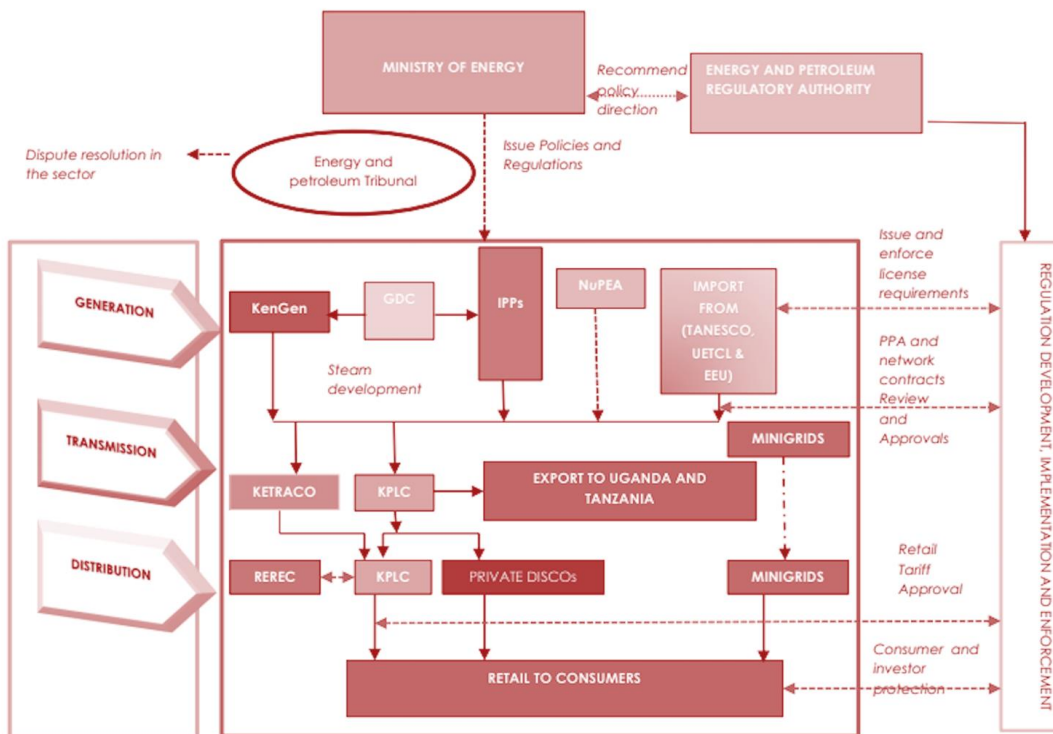 MINISTRY OF ENERGY
Recommend
policy
direction
ENERGY AND PETROLEUM
REGULATORY AUTHORITY
Dispute resolution in
the sector
Energy and
petroleum Tribunal
Issue Policies and
Regulations
GENERATION
KenGen
GDC
IPPs
NuPEA
IMPORT
FROM
(TANESCO,
UETCL &
EEU)
Steam
development
Issue and
enforce
license
requirements
PPA and
network
contracts
Review
and
Approvals
TRANSMISSION
MINIGRIDS
KETRACO
KPLC
EXPORT TO UGANDA AND
TANZANIA
DISTRIBUTION
REREC
KPLC
PRIVATE DISCOs
MINIGRIDS
Retail
Tariff
Approval
RETAIL TO CONSUMERS
Consumer and
investor
protection
REGULATION DEVELOPMENT, IMPLEMENTATION AND ENFORCEMENT